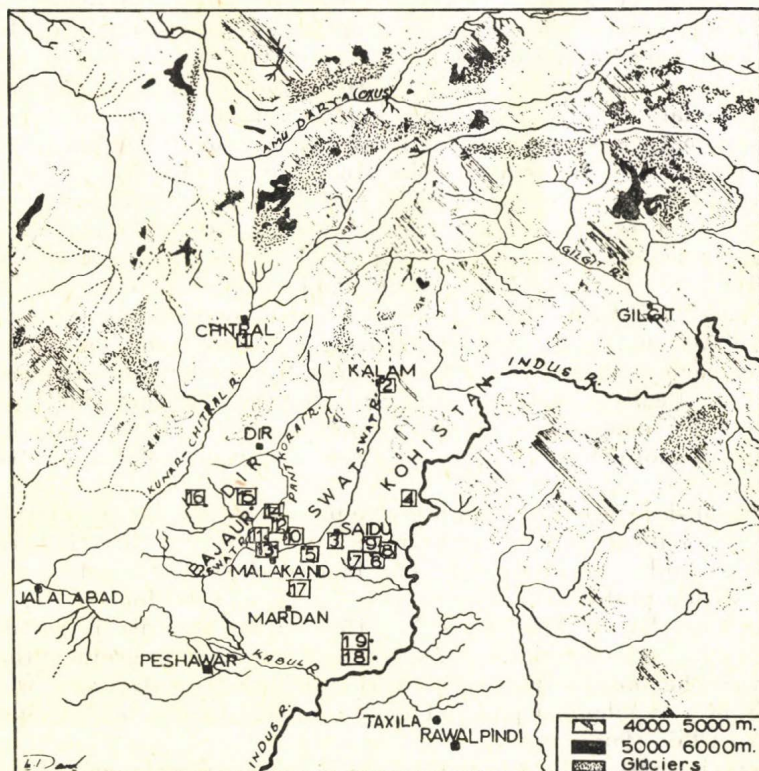 AMU DARYA (OXUS)
GILGIT R.
GILGIT
CHITRAL
1
INDUS R.
KALAM
2
KUNAR-CHITRAL R.
DIR
PANJKORA R.
SWAT R.
KOHISTAN
SWAT
DIR
16
15
4
14
12
BAJAUR
11
10
SAIDU
3
9
SWAT R.
13
5
8
7
6
MALAKAND
JALALABAD
17
MARDAN
19
18
PESHAWAR
KABUL R.
TAXILA
RAWALPINDI
INDUS R.
4000 5000 m.
5000 6000 m.
Glaciers